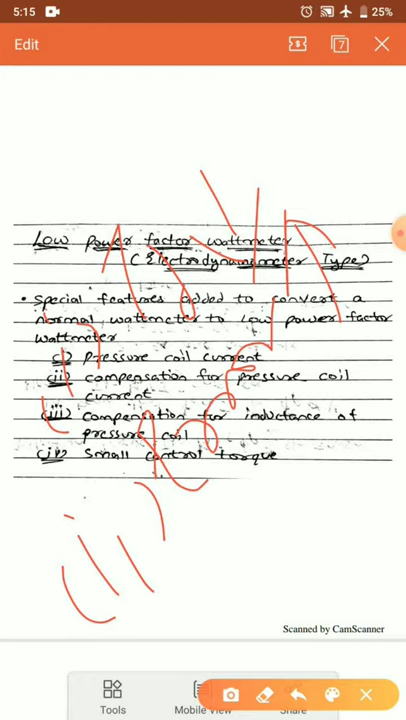 5:15
25%
Edit
7
Low Power factor wattmeter
(Electrodynamometer Type)
• Special features added to convert a
normal wattmeter to low power factor
wattmeter
(i) Pressure coil current
(ii) compensation for pressure coil
current
(iii) compensation for inductance of
pressure coil
(iv) Small control torque
Scanned by CamScanner
Tools
Mobile View
Share